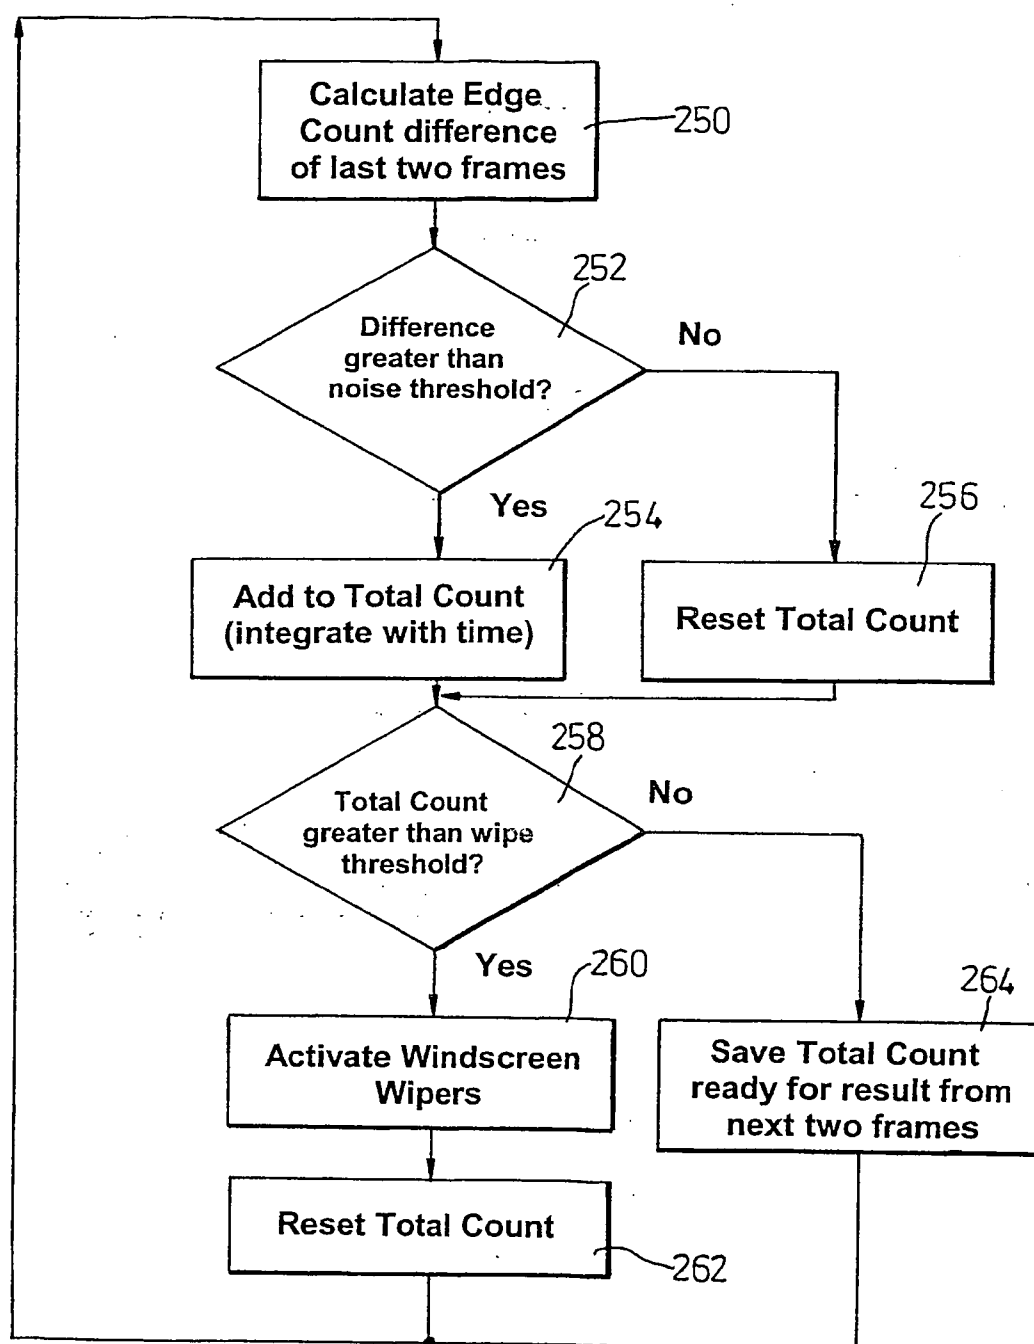 Calculate Edge
Count difference
of last two frames
250
252
Difference
greater than
noise threshold?
No
Yes
254
256
Add to Total Count
(integrate with time)
Reset Total Count
258
Total Count
greater than wipe
threshold?
No
Yes
260
264
Activate Windscreen
Wipers
Save Total Count
ready for result from
next two frames
Reset Total Count
262